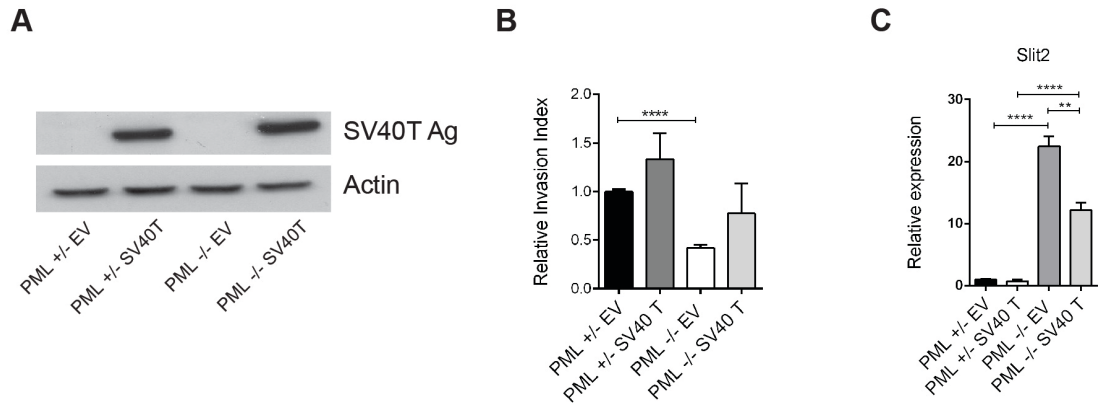 A
SV40T Ag
Actin
PML +/- EV
PML +/- SV40T
PML -/- EV
PML -/- SV40T
B
Relative Invasion Index
2.0
1.5
1.0
0.5
0.0
****
PML +/- EV
PML +/- SV40 T
PML -/- EV
PML -/- SV40 T
C
Slit2
Relative expression
30
20
10
0
****
**
****
PML +/- EV
PML +/- SV40 T
PML -/- EV
PML -/- SV40 T